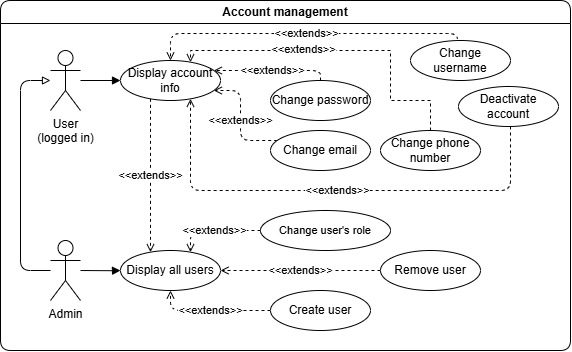 Account management
<<extends>>
<<extends>>
Change
username
Display account
info
<<extends>>
Change password
Deactivate
account
User
(logged in)
<<extends>>
Change email
Change phone
number
<<extends>>
<<extends>>
Change user's role
<<extends>>
Display all users
<<extends>>
Remove user
Admin
<<extends>>
Create user